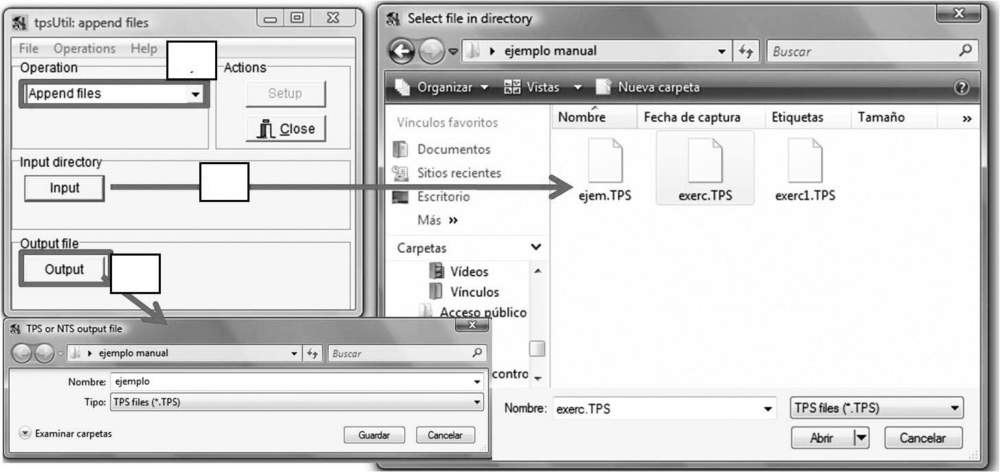 tpsUtil: append files
File Operations Help
Operation
Append files
Actions
Setup
Close
Input directory
Input
Output file
Output
TPS or NTS output file
ejemplo manual
Buscar
Nombre: ejemplo
Tipo: TPS files (*.TPS)
Examinar carpetas
Guardar Cancelar
Select file in directory
ejemplo manual
Buscar
Organizar Vistas Nueva carpeta
Vínculos favoritos
Documentos
Sitios recientes
Escritorio
Más »
Carpetas
Vídeos
Vínculos
Acceso público
contro
Nombre Fecha de captura Etiquetas Tamaño »
ejem.TPS exerc.TPS exerc1.TPS
Nombre: exerc.TPS TPS files (*.TPS)
Abrir Cancelar